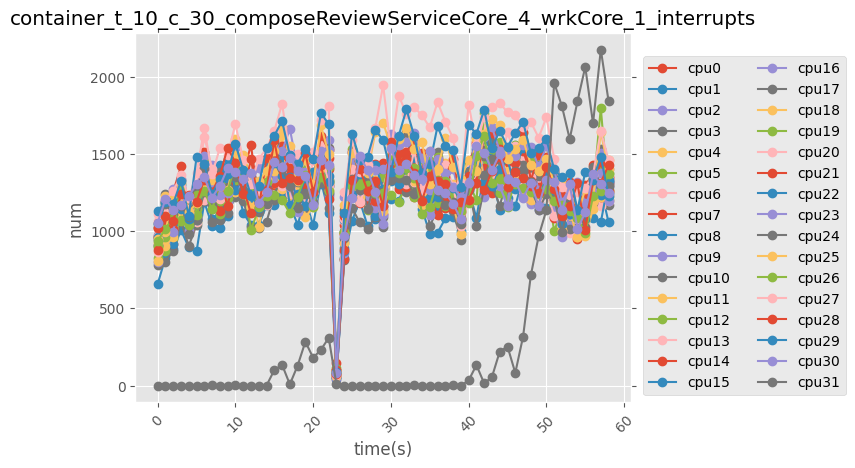 container_t_10_c_30_composeReviewServiceCore_4_wrkCore_1_interrupts
num
2000
1500
1000
500
0
0
10
20
30
40
50
60
time(s)
cpu0
cpu1
cpu2
cpu3
cpu4
cpu5
cpu6
cpu7
cpu8
cpu9
cpu10
cpu11
cpu12
cpu13
cpu14
cpu15
cpu16
cpu17
cpu18
cpu19
cpu20
cpu21
cpu22
cpu23
cpu24
cpu25
cpu26
cpu27
cpu28
cpu29
cpu30
cpu31